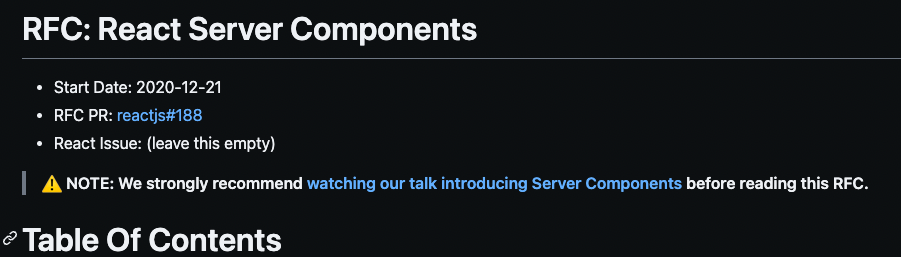 RFC: React Server Components
Start Date: 2020-12-21
RFC PR: reactjs#188
React Issue: (leave this empty)
⚠️ NOTE: We strongly recommend watching our talk introducing Server Components before reading this RFC.
Table Of Contents